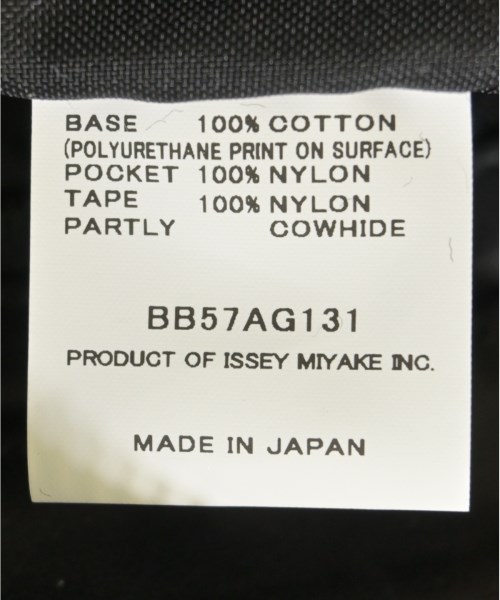 BASE 100% COTTON
(POLYURETHANE PRINT ON SURFACE)
POCKET 100% NYLON
TAPE 100% NYLON
PARTLY COWHIDE
BB57AG131
PRODUCT OF ISSEY MIYAKE INC.
MADE IN JAPAN